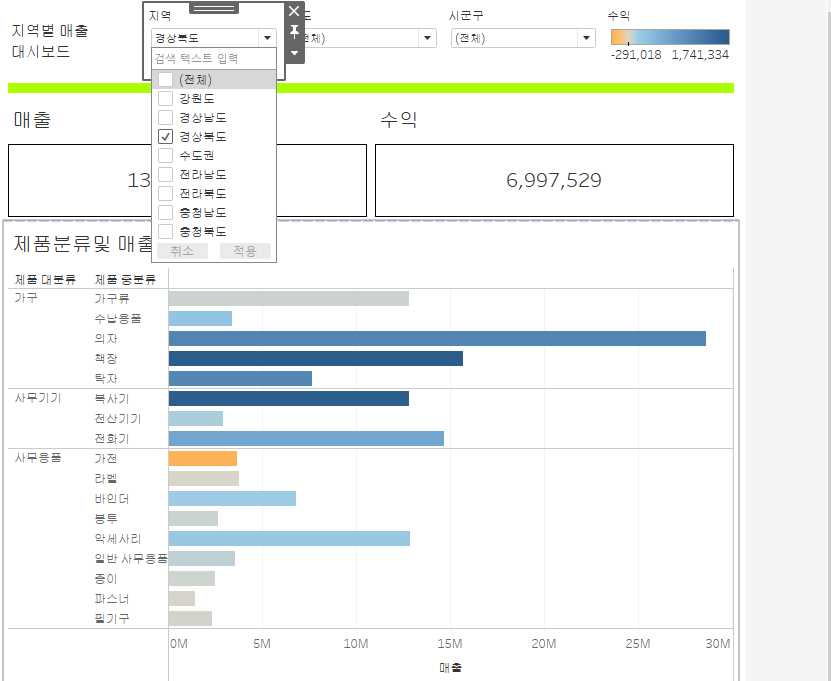 지역별 매출
대시보드
지역
경상북도
검색 텍스트 입력
(전체)
강원도
경상남도
경상북도
수도권
전라남도
전라북도
충청남도
충청북도
취소 적용
도
전체)
시군구
(전체)
수익
-291,018 1,741,334
매출
수익
13
6,997,529
제품분류및 매출
제품 대분류 제품 중분류
가구 가구류
수납용품
의자
책장
탁자
사무기기 복사기
전산기기
전화기
사무용품 가전
라벨
바인더
봉투
악세사리
일반 사무용품
종이
파스너
필기구
0M 5M 10M 15M 20M 25M 30M
매출